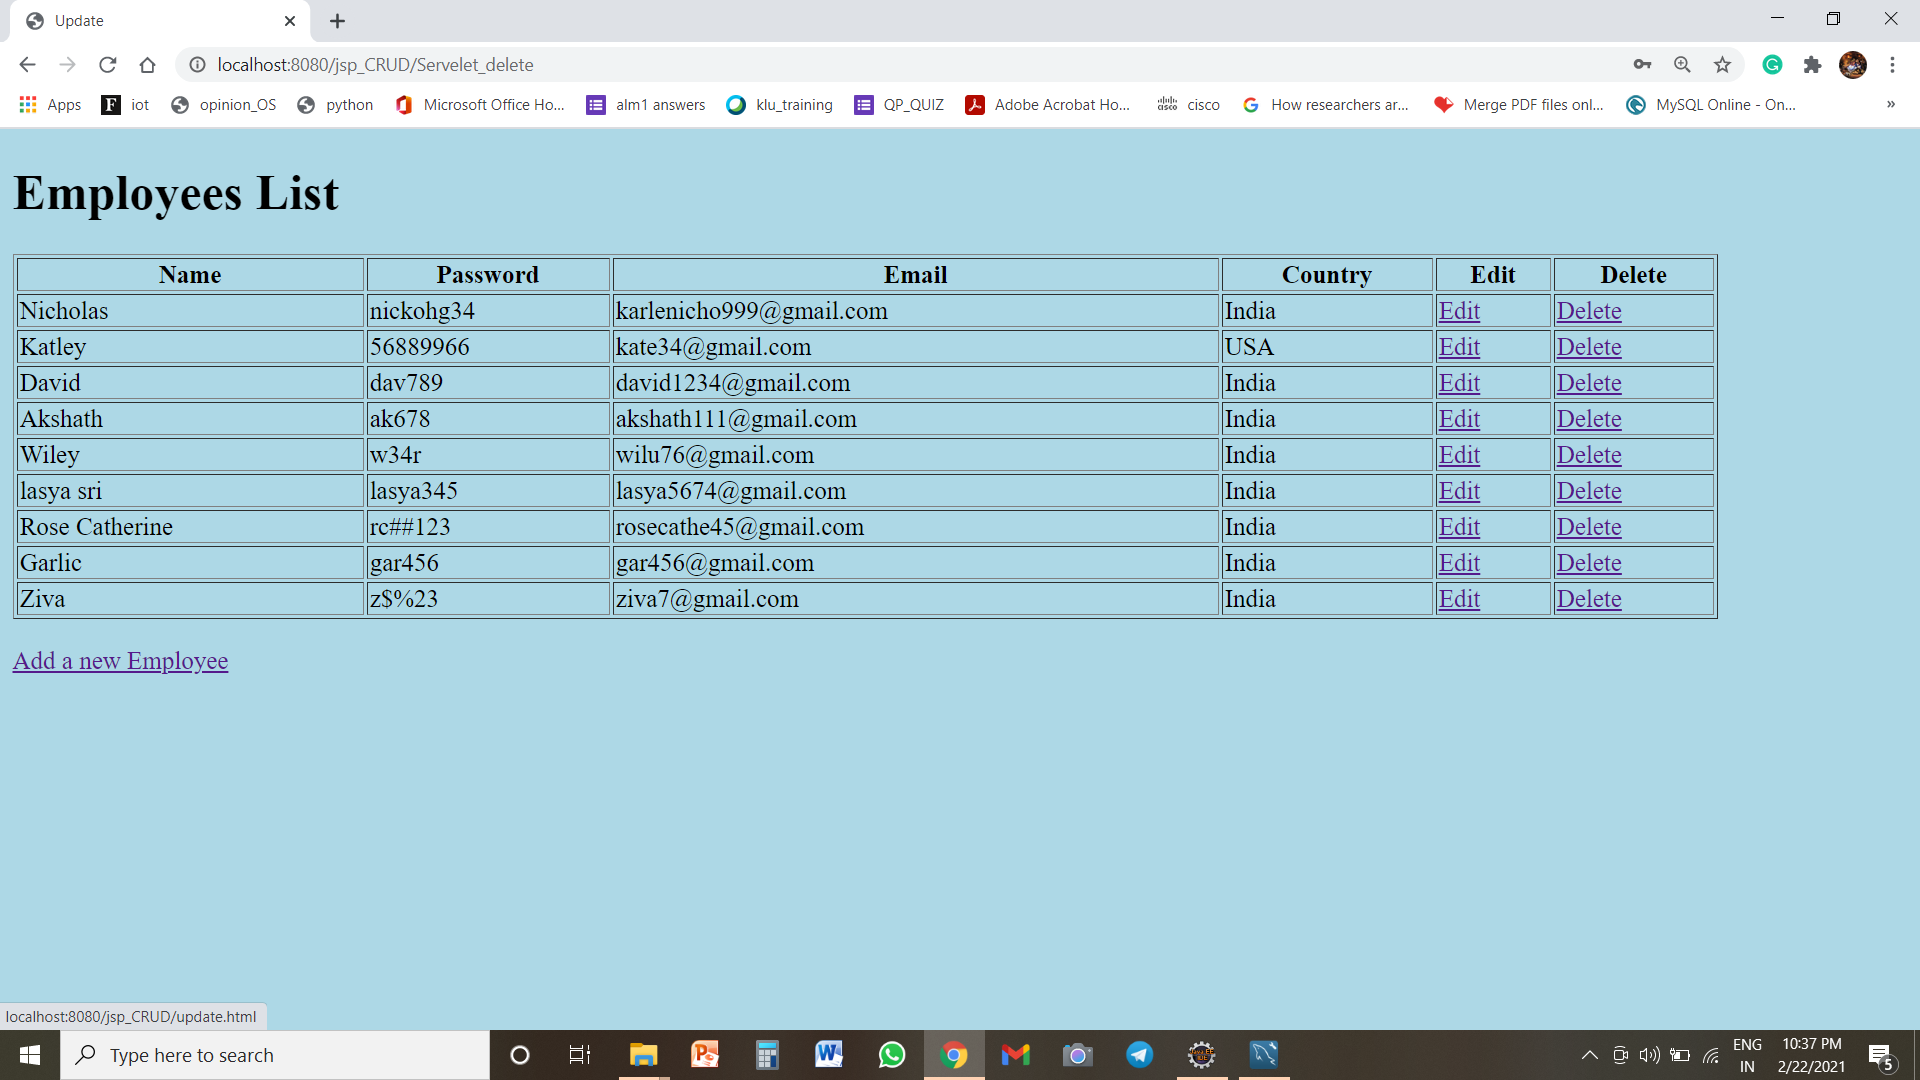 Update
localhost:8080/jsp_CRUD/Servelet_delete
Apps iot opinion_OS python Microsoft Office Ho... alm1 answers klu_training QP_QUIZ Adobe Acrobat Ho... cisco How researchers ar... Merge PDF files onl... MySQL Online - On... »
Employees List
Name Password Email Country Edit Delete
Nicholas nickohg34 karlenicho999@gmail.com India Edit Delete
Katley 56889966 kate34@gmail.com USA Edit Delete
David dav789 david1234@gmail.com India Edit Delete
Akshath ak678 akshath111@gmail.com India Edit Delete
Wiley w34r wilu76@gmail.com India Edit Delete
lasya sri lasya345 lasya5674@gmail.com India Edit Delete
Rose Catherine rc##123 rosecathe45@gmail.com India Edit Delete
Garlic gar456 gar456@gmail.com India Edit Delete
Ziva z$%23 ziva7@gmail.com India Edit Delete
Add a new Employee
localhost:8080/jsp_CRUD/update.html
Type here to search
ENG 10:37 PM
IN 2/22/2021 5